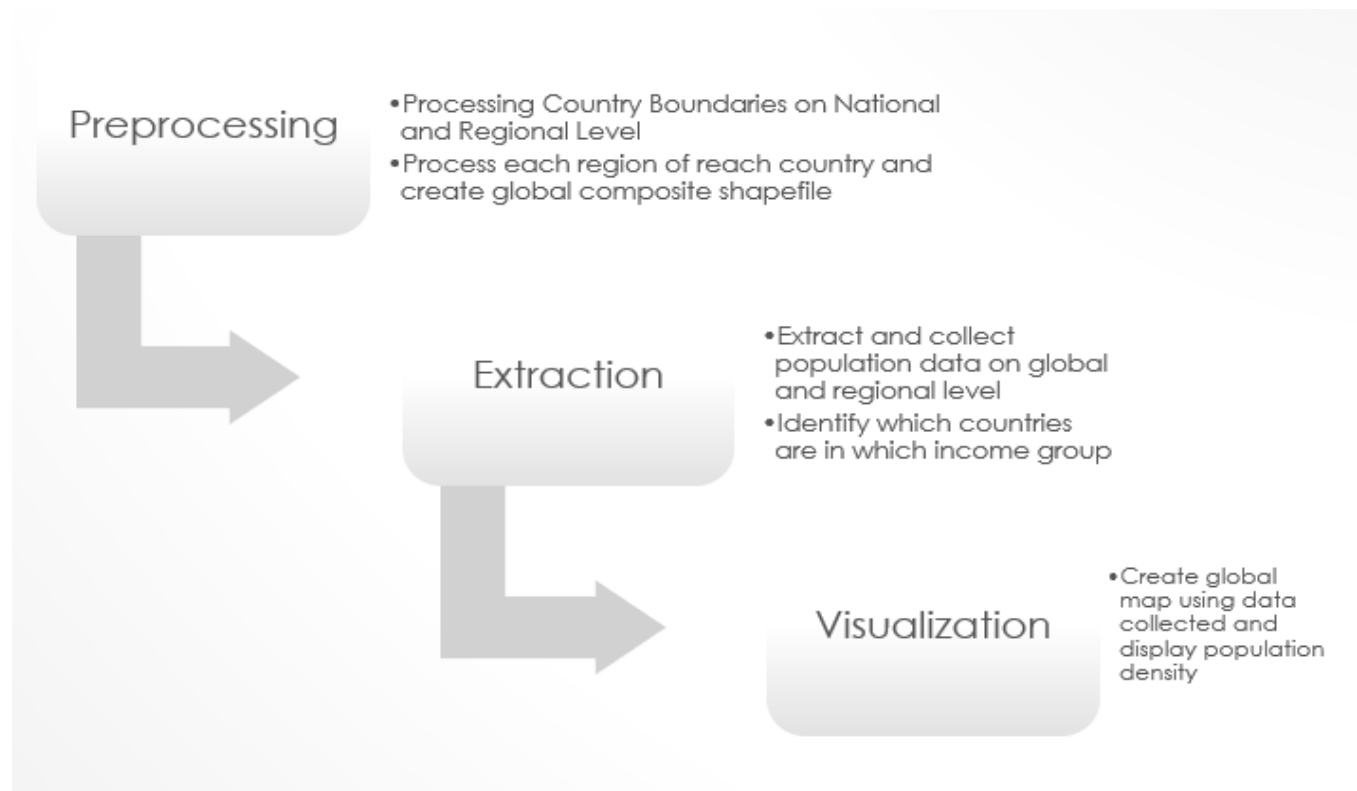 Preprocessing
•Processing Country Boundaries on National
and Regional Level
•Process each region of reach country and
create global composite shapefile
Extraction
•Extract and collect
population data on global
and regional level
•Identify which countries
are in which income group
Visualization
•Create global
map using data
collected and
display population
density